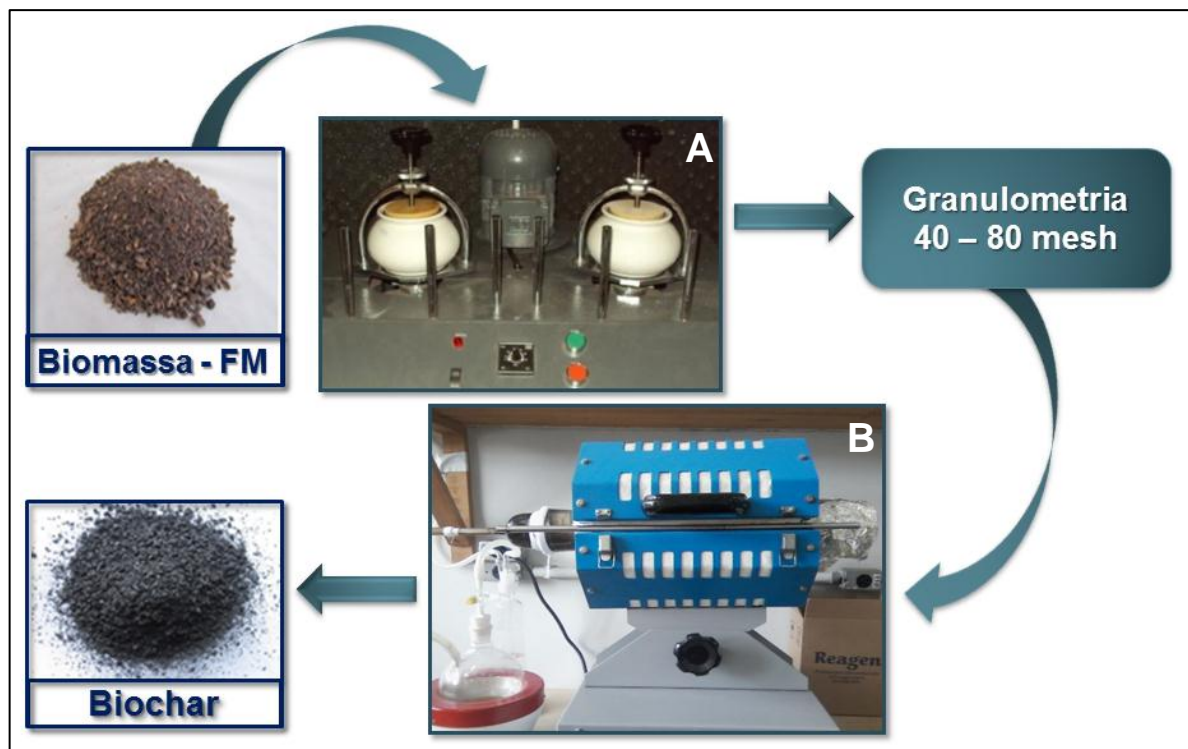 A
Granulometria
40 – 80 mesh
Biomassa - FM
B
Reagen
Biochar